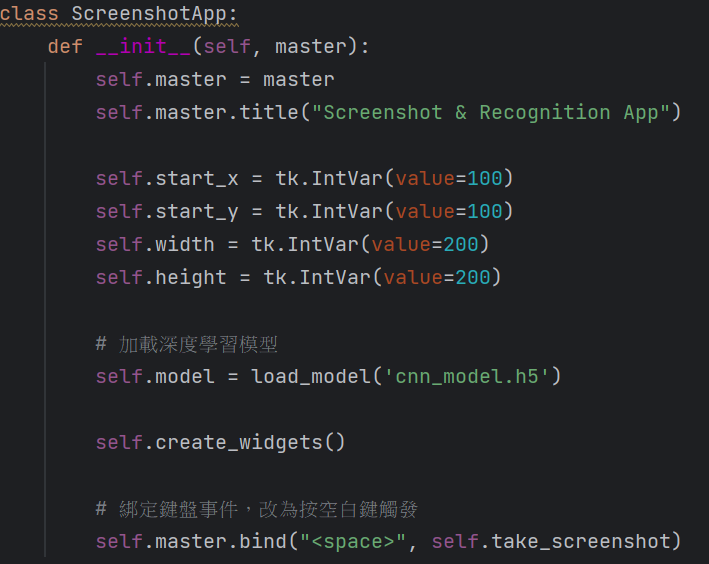 class ScreenshotApp:
    def __init__(self, master):
        self.master = master
        self.master.title("Screenshot & Recognition App")

        self.start_x = tk.IntVar(value=100)
        self.start_y = tk.IntVar(value=100)
        self.width = tk.IntVar(value=200)
        self.height = tk.IntVar(value=200)

        # 加載深度學習模型
        self.model = load_model('cnn_model.h5')

        self.create_widgets()

        # 綁定鍵盤事件，改為按空白鍵觸發
        self.master.bind("<space>", self.take_screenshot)